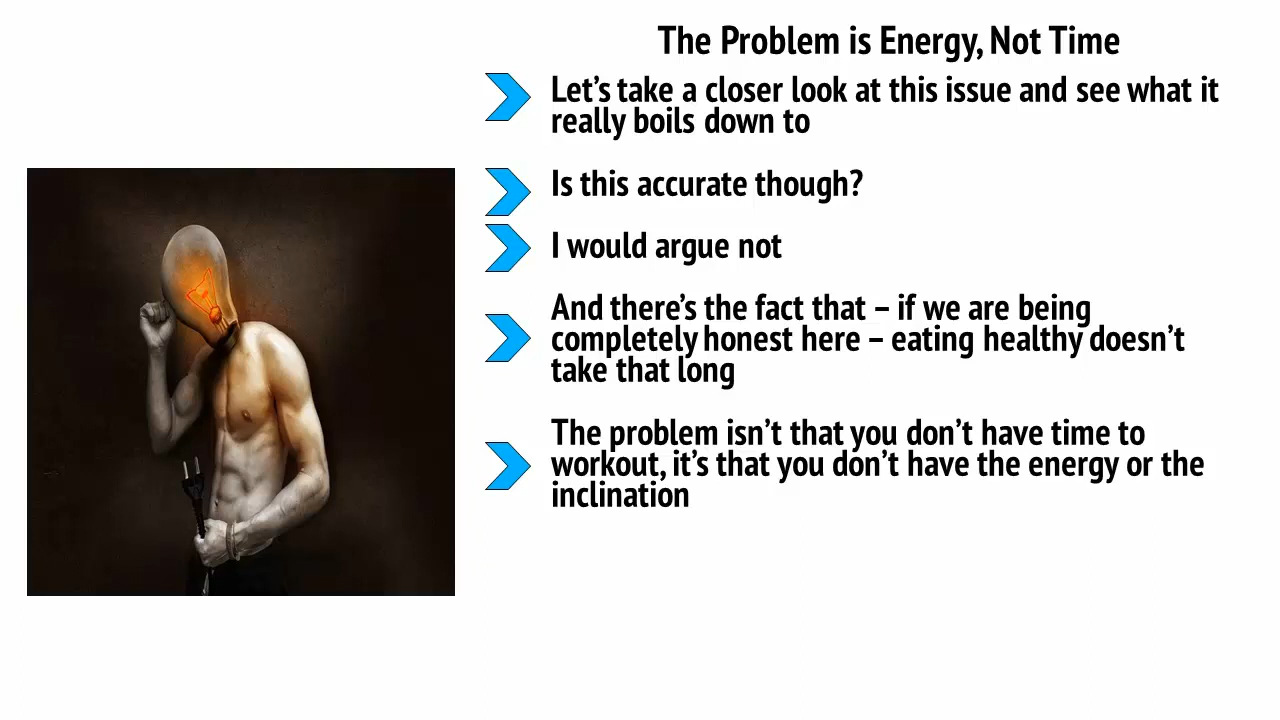 The Problem is Energy, Not Time
Let’s take a closer look at this issue and see what it
really boils down to
Is this accurate though?
I would argue not
And there’s the fact that – if we are being
completely honest here – eating healthy doesn’t
take that long
The problem isn’t that you don’t have time to
workout, it’s that you don’t have the energy or the
inclination